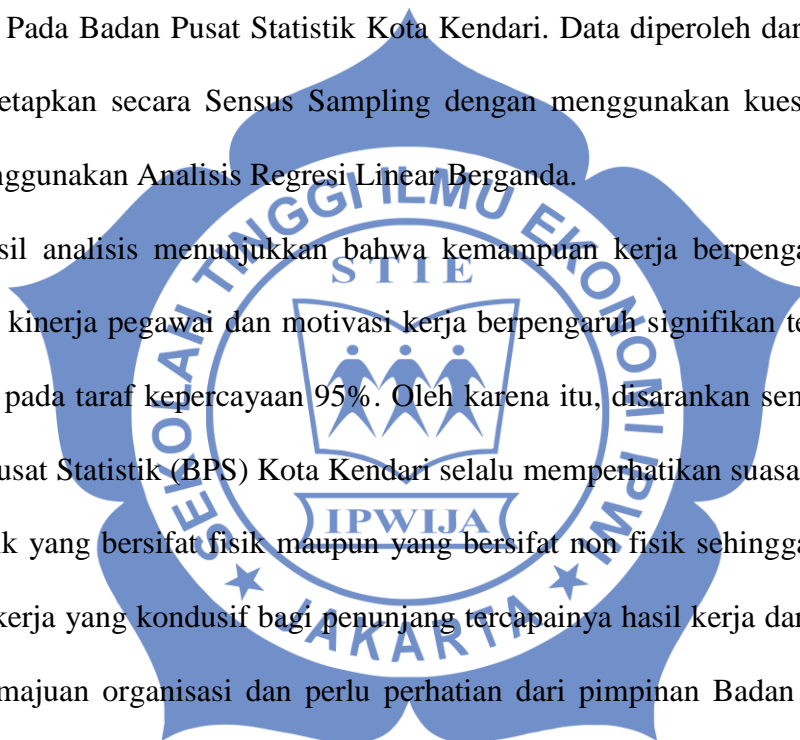 Pada Badan Pusat Statistik Kota Kendari. Data diperoleh dar
etapkan secara Sensus Sampling dengan menggunakan kues
nggunakan Analisis Regresi Linear Berganda.
sil analisis menunjukkan bahwa kemampuan kerja berpenga
kinerja pegawai dan motivasi kerja berpengaruh signifikan te
pada taraf kepercayaan 95%. Oleh karena itu, disarankan sen
usat Statistik (BPS) Kota Kendari selalu memperhatikan suasa
ik yang bersifat fisik maupun yang bersifat non fisik sehingga
kerja yang kondusif bagi penunjang tercapainya hasil kerja dan
majuan organisasi dan perlu perhatian dari pimpinan Badan
SEKOLAH TINGGI ILMU EKONOMI IPWI
STIE
IPWIJA
JAKARTA